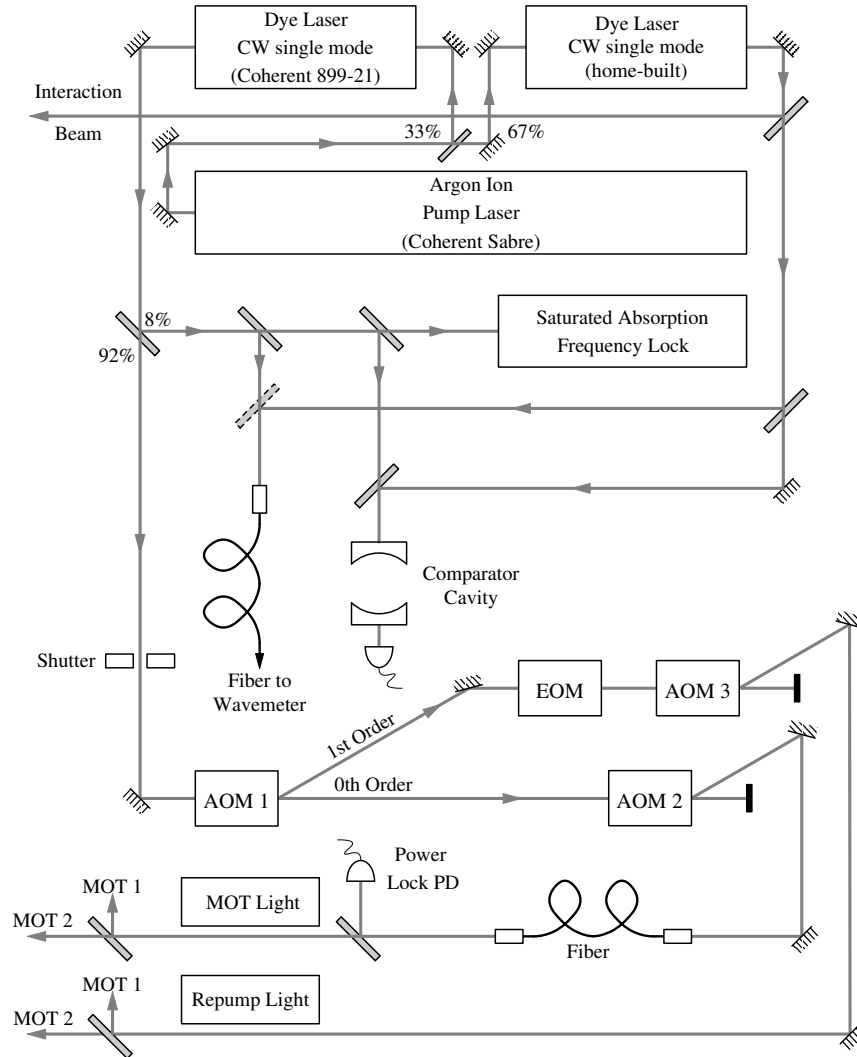 Dye Laser
CW single mode
(Coherent 899-21)
Dye Laser
CW single mode
(home-built)
Interaction
Beam
33%
67%
Argon Ion
Pump Laser
(Coherent Sabre)
8%
92%
Saturated Absorption
Frequency Lock
Comparator
Cavity
Shutter
Fiber to
Wavemeter
EOM
AOM 3
1st Order
0th Order
AOM 1
AOM 2
Power
Lock PD
MOT 1
MOT Light
MOT 2
Fiber
MOT 1
Repump Light
MOT 2